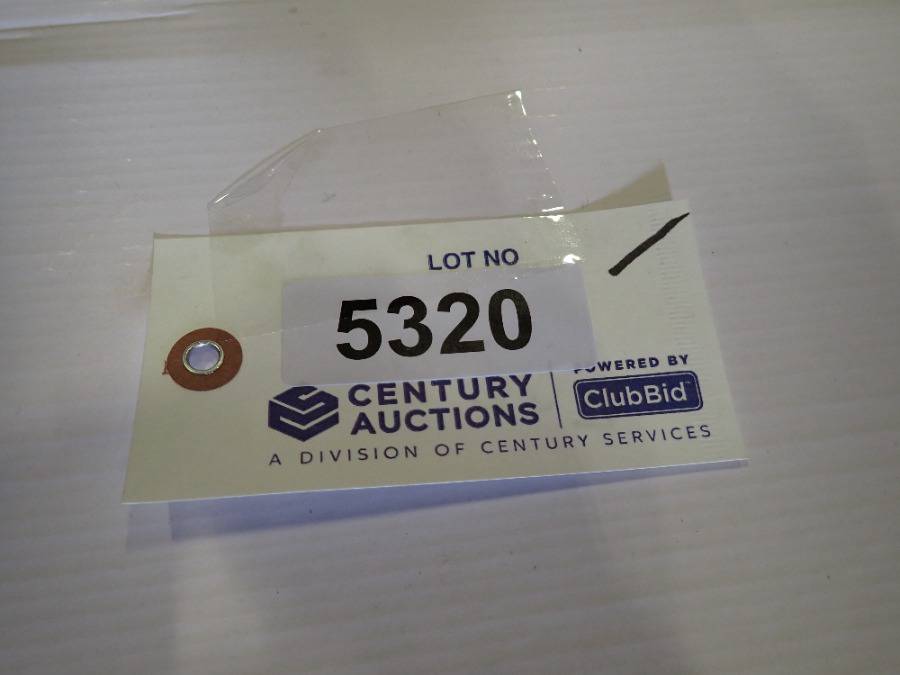 LOT NO
5320
CENTURY
AUCTIONS
POWERED BY
ClubBid
A DIVISION OF CENTURY SERVICES